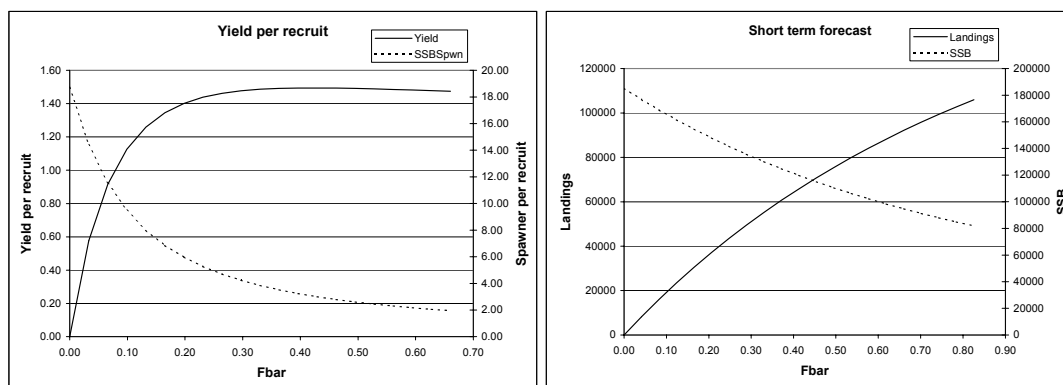 Yield per recruit
Yield
SSBSpwn
1.60
1.40
1.20
1.00
0.80
0.60
0.40
0.20
0.00
Yield per recruit
20.00
18.00
16.00
14.00
12.00
10.00
8.00
6.00
4.00
2.00
0.00
Spawner per recruit
0.00 0.10 0.20 0.30 0.40 0.50 0.60 0.70
Fbar
Short term forecast
Landings
SSB
120000
100000
80000
60000
40000
20000
0
Landings
200000
180000
160000
140000
120000
100000
80000
60000
40000
20000
0
SSB
0.00 0.10 0.20 0.30 0.40 0.50 0.60 0.70 0.80 0.90
Fbar